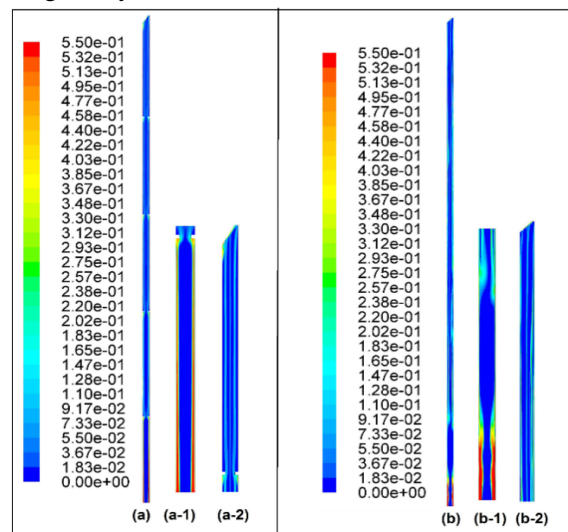 5.50e-01
5.32e-01
5.13e-01
4.95e-01
4.77e-01
4.58e-01
4.40e-01
4.22e-01
4.03e-01
3.85e-01
3.67e-01
3.48e-01
3.30e-01
3.12e-01
2.93e-01
2.75e-01
2.57e-01
2.38e-01
2.20e-01
2.02e-01
1.83e-01
1.65e-01
1.47e-01
1.28e-01
1.10e-01
9.17e-02
7.33e-02
5.50e-02
3.67e-02
1.83e-02
0.00e+00
(a) (a-1) (a-2)
5.50e-01
5.32e-01
5.13e-01
4.95e-01
4.77e-01
4.58e-01
4.40e-01
4.22e-01
4.03e-01
3.85e-01
3.67e-01
3.48e-01
3.30e-01
3.12e-01
2.93e-01
2.75e-01
2.57e-01
2.38e-01
2.20e-01
2.02e-01
1.83e-01
1.65e-01
1.47e-01
1.28e-01
1.10e-01
9.17e-02
7.33e-02
5.50e-02
3.67e-02
1.83e-02
0.00e+00
(b) (b-1) (b-2)